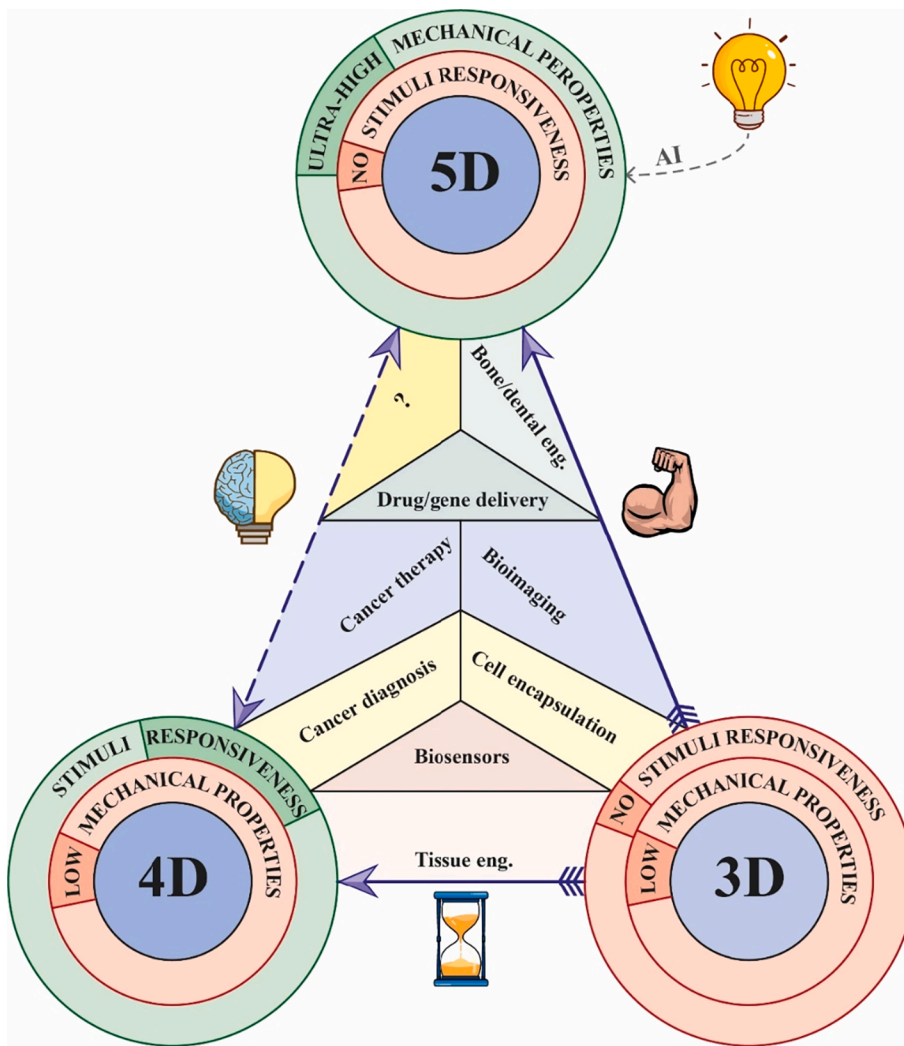 ULTRA-HIGH
MECHANICAL PEROPERTIES
NO
STIMULI RESPONSIVENESS
5D
AI
?
Bone/dental eng.
Drug/gene delivery
Cancer therapy
Bioimaging
Cancer diagnosis
Cell encapsulation
Biosensors
Tissue eng.
STIMULI RESPONSIVENESS
LOW
MECHANICAL PROPERTIES
4D
NO
STIMULI RESPONSIVENESS
LOW
MECHANICAL PROPERTIES
3D